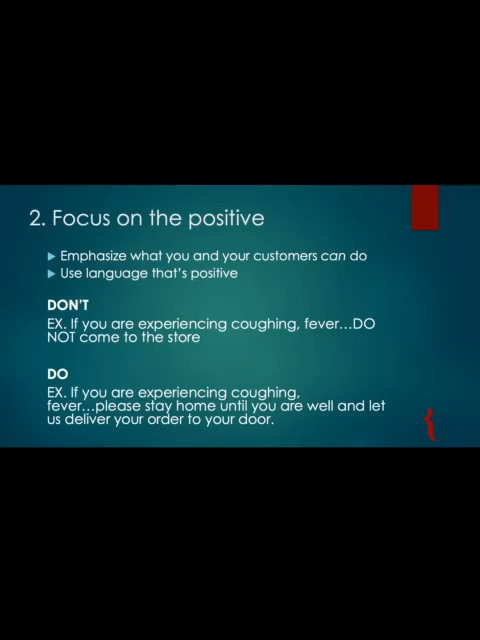 2. Focus on the positive
▶ Emphasize what you and your customers can do
▶ Use language that's positive
DON'T
EX. If you are experiencing coughing, fever…DO
NOT come to the store
DO
EX. If you are experiencing coughing,
fever…please stay home until you are well and let
us deliver your order to your door.
{